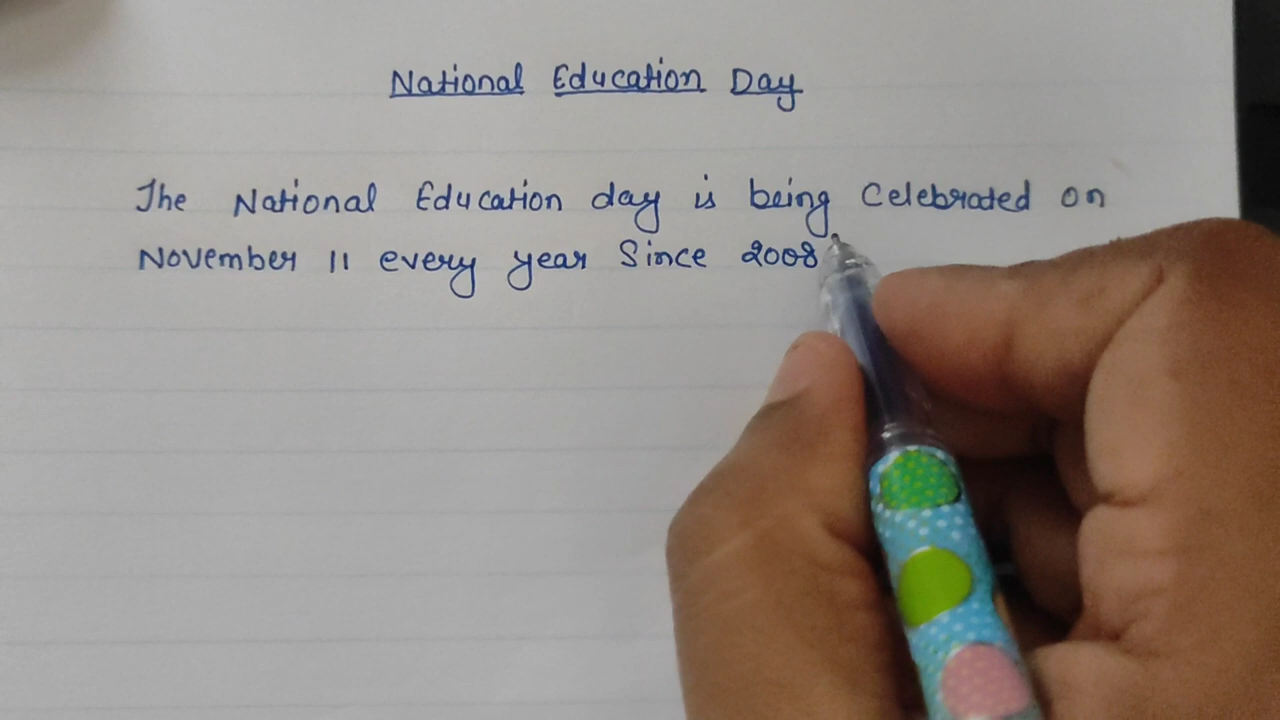 National Education Day
The National Education day is being Celebrated on
November 11 every year Since 2008